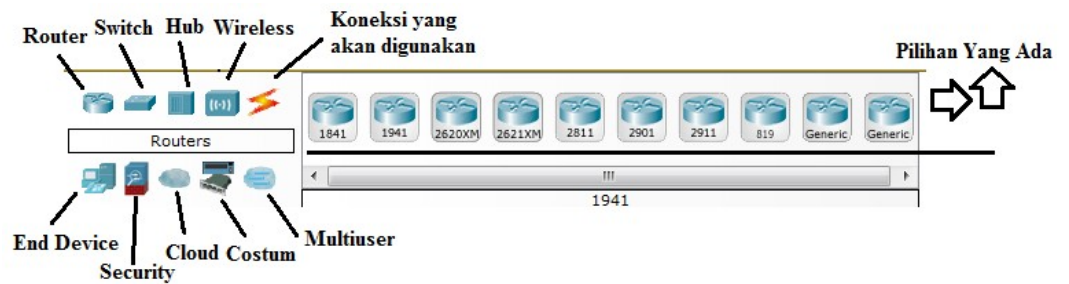 Router Switch Hub Wireless
Koneksi yang
akan digunakan
Pilihan Yang Ada
Routers
1841 1941 2620XM 2621XM 2811 2901 2911 819 Generic Generic
1941
End Device
Security
Cloud
Costum
Multiuser